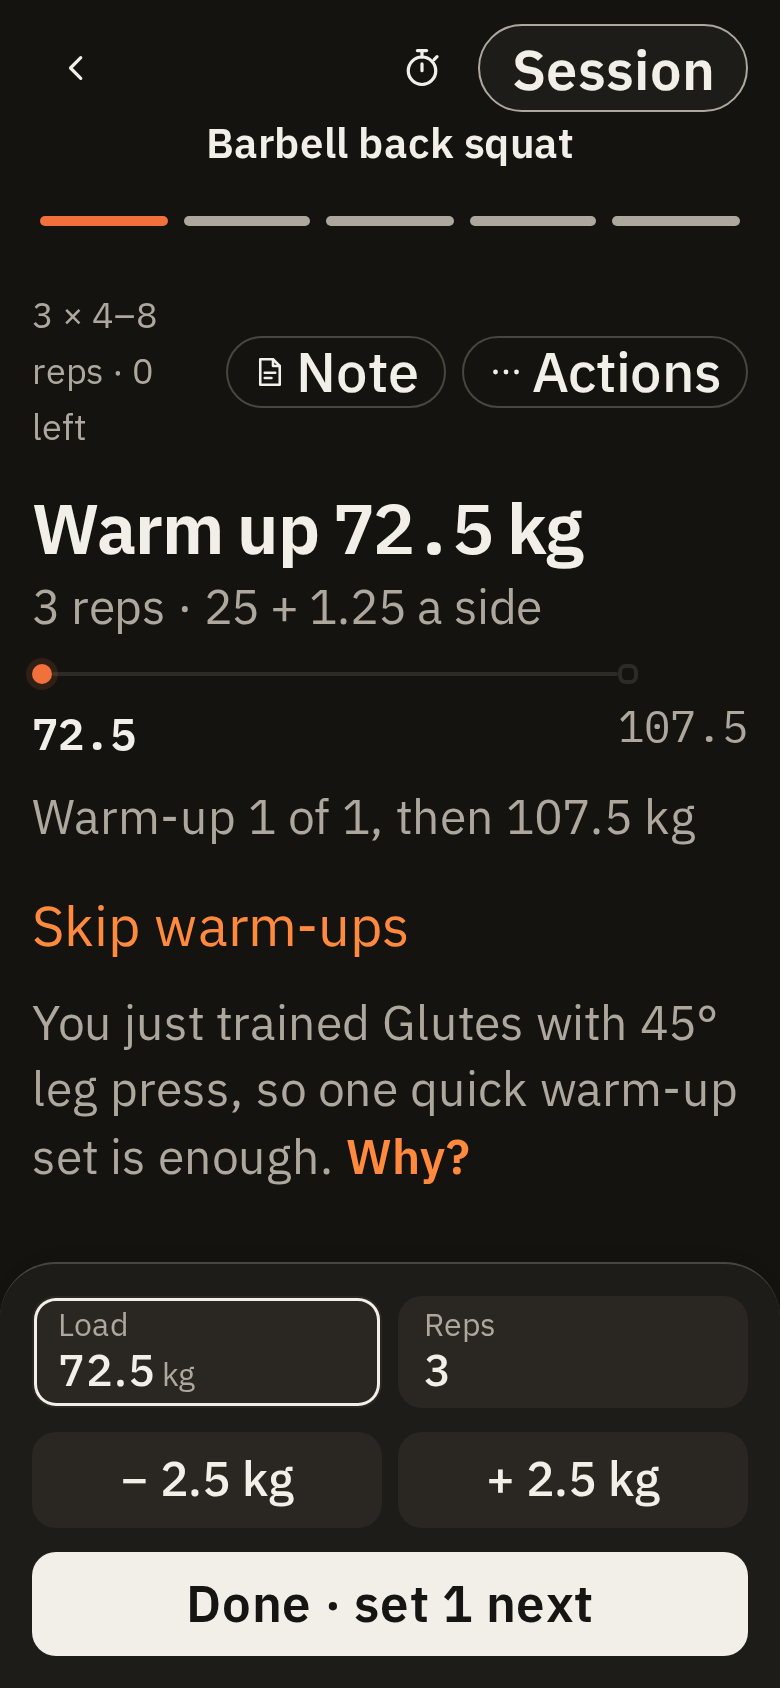 Session
Barbell back squat
3 × 4–8
reps · 0
left
Note
··· Actions
Warm up 72.5 kg
3 reps · 25 + 1.25 a side
72.5
107.5
Warm-up 1 of 1, then 107.5 kg
Skip warm-ups
You just trained Glutes with 45°
leg press, so one quick warm-up
set is enough. Why?
Load
72.5 kg
Reps
3
− 2.5 kg
+ 2.5 kg
Done · set 1 next